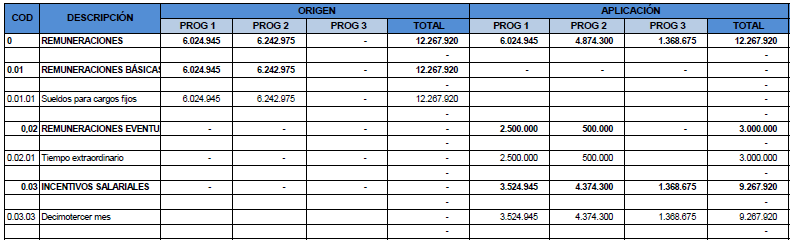 COD DESCRIPCIÓN ORIGEN APLICACIÓN
PROG 1 PROG 2 PROG 3 TOTAL PROG 1 PROG 2 PROG 3 TOTAL
0 REMUNERACIONES 6.024.945 6.242.975 - 12.267.920 6.024.945 4.874.300 1.368.675 12.267.920
- -
0.01 REMUNERACIONES BÁSICAS 6.024.945 6.242.975 - 12.267.920 - - - -
- -
0.01.01 Sueldos para cargos fijos 6.024.945 6.242.975 - 12.267.920 -
- -
0,02 REMUNERACIONES EVENTU - - - - 2.500.000 500.000 - 3.000.000
- -
0.02.01 Tiempo extraordinario - - - - 2.500.000 500.000 3.000.000
- -
0.03 INCENTIVOS SALARIALES - - - - 3.524.945 4.374.300 1.368.675 9.267.920
- -
0.03.03 Decimotercer mes - 3.524.945 4.374.300 1.368.675 9.267.920
- -